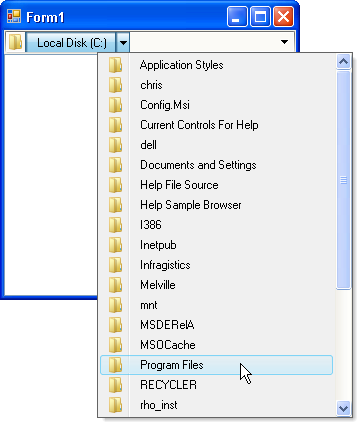 Form1
Local Disk (C:)
Application Styles
chris
Config.Msi
Current Controls For Help
dell
Documents and Settings
Help File Source
Help Sample Browser
I386
Inetpub
Infragistics
Melville
mnt
MSDERelA
MSOCache
Program Files
RECYCLER
rho_inst